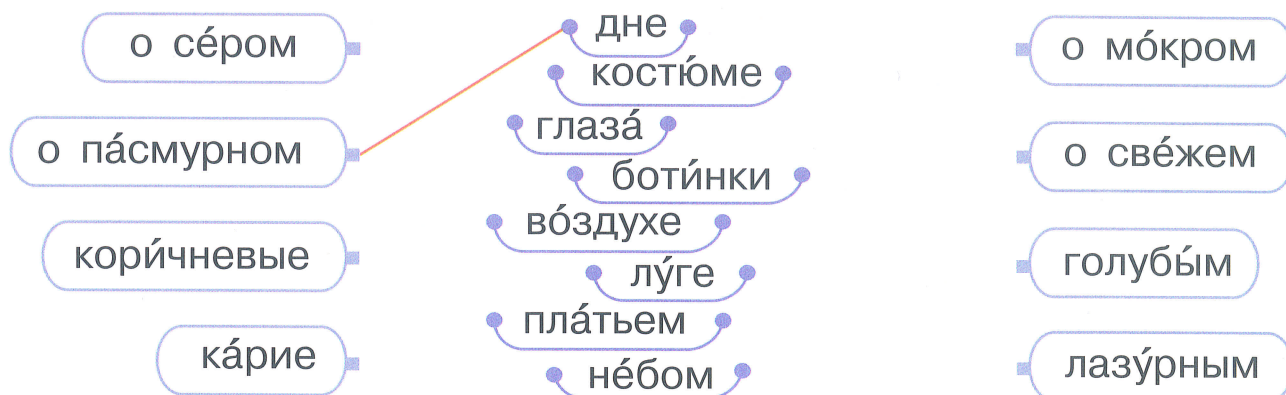 о се́ром
о па́смурном
кори́чневые
ка́рие
дне
костю́ме
глаза́
боти́нки
во́здухе
лу́ге
пла́тьем
не́бом
о мо́кром
о све́жем
голубы́м
лазу́рным